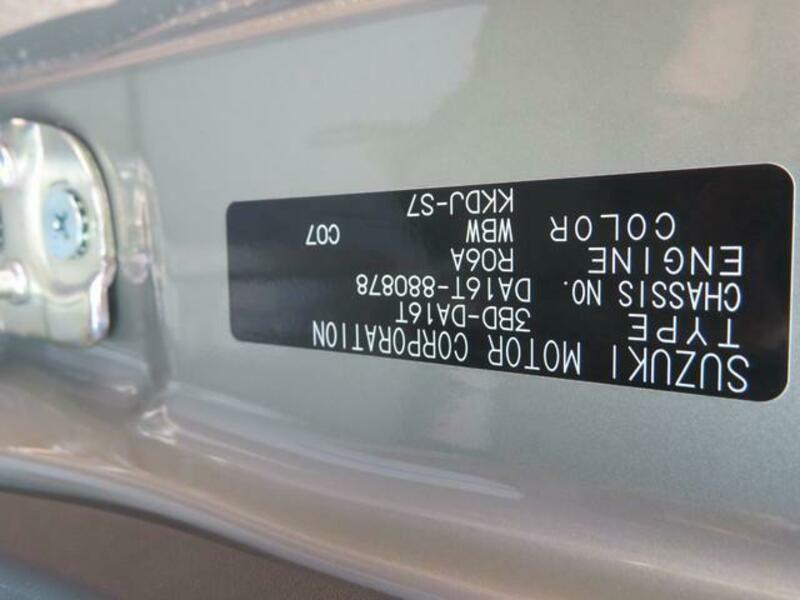 SUZUKI MOTOR CORPORATION
TYPE 3BD-DA16T
CHASSIS NO. DA16T-880878
ENGINE R06A
COLOR WBW C07
KKDJ-S7